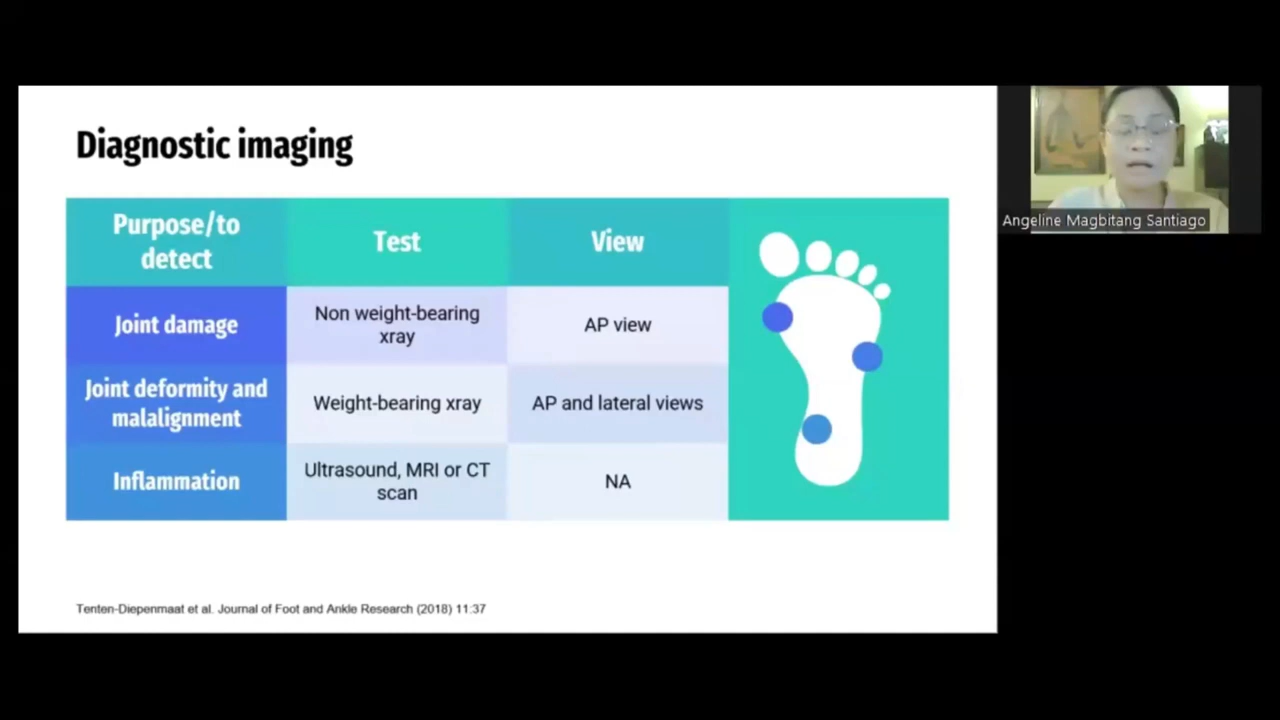 Diagnostic imaging
Purpose/to
detect
Test
View
Joint damage
Non weight-bearing
xray
AP view
Joint deformity and
malalignment
Weight-bearing xray
AP and lateral views
Inflammation
Ultrasound, MRI or CT
scan
NA
Tenten-Diepenmaat et al. Journal of Foot and Ankle Research (2018) 11:37
Angeline Magbitang Santiago